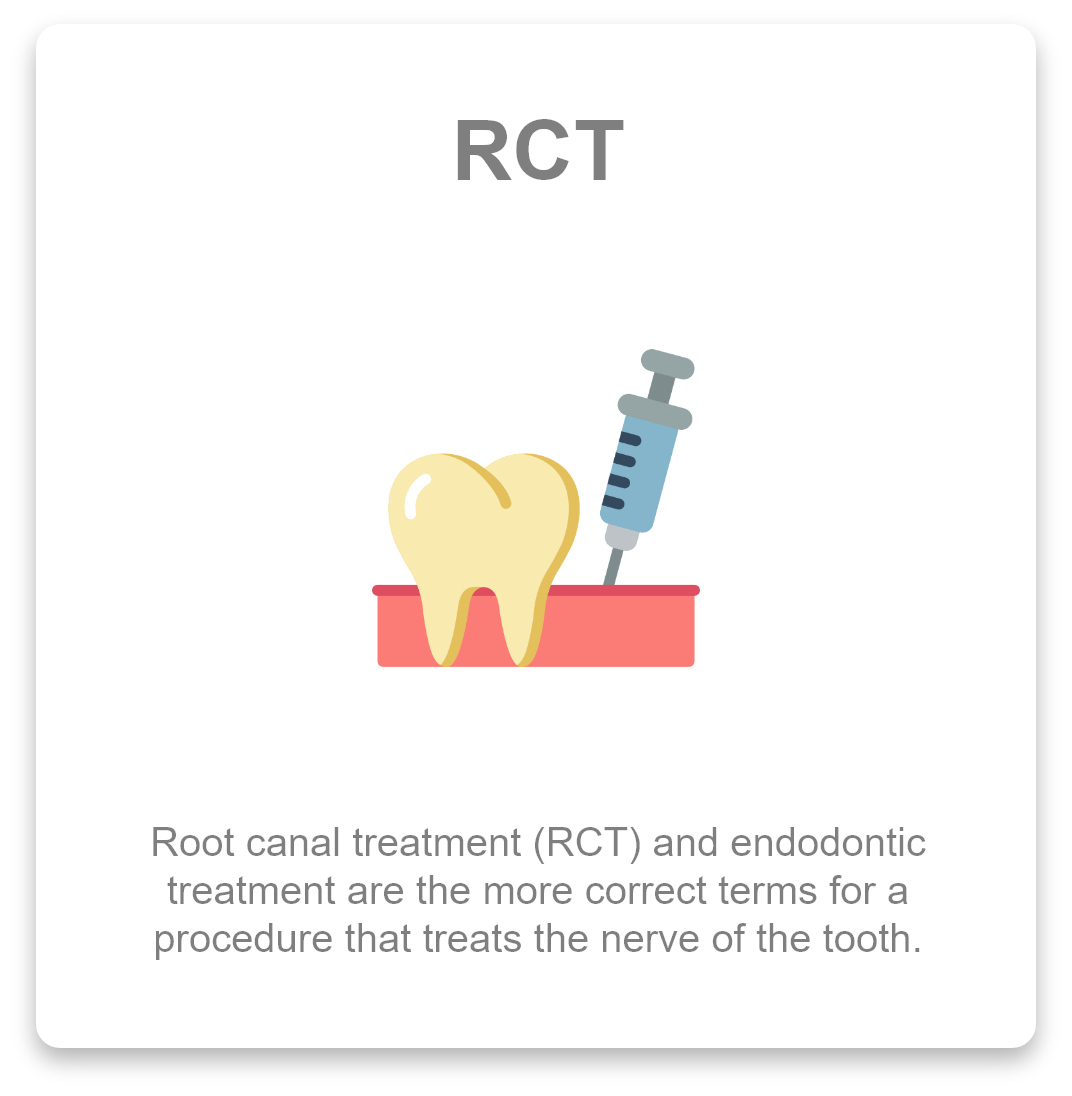 RCT
Root canal treatment (RCT) and endodontic
treatment are the more correct terms for a
procedure that treats the nerve of the tooth.